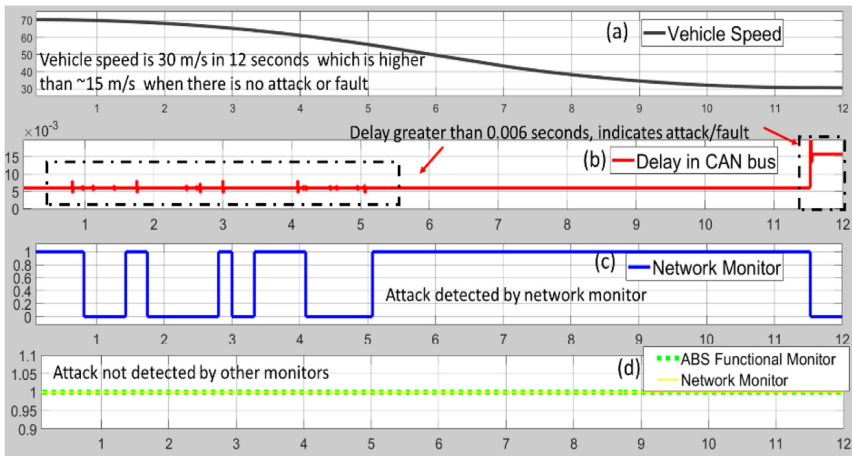 70
60
50
40
30
(a)
Vehicle Speed
Vehicle speed is 30 m/s in 12 seconds which is higher
than ~15 m/s when there is no attack or fault
1 2 3 4 5 6 7 8 9 10 11 12
×10⁻³
Delay greater than 0.006 seconds, indicates attack/fault
15
10
5
0
(b)
Delay in CAN bus
1 2 3 4 5 6 7 8 9 10 11 12
1
0.8
0.6
0.4
0.2
0
(c)
Network Monitor
Attack detected by network monitor
1 2 3 4 5 6 7 8 9 10 11 12
1.1
1.05
1
0.95
0.9
Attack not detected by other monitors
(d)
ABS Functional Monitor
Network Monitor
1 2 3 4 5 6 7 8 9 10 11 12